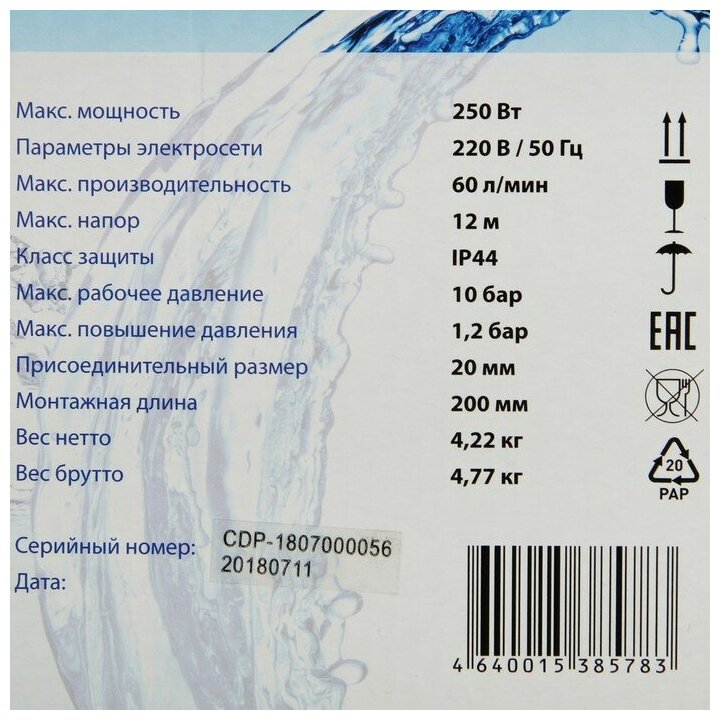 Макс. мощность 250 Вт
Параметры электросети 220 В / 50 Гц
Макс. производительность 60 л/мин
Макс. напор 12 м
Класс защиты IP44
Макс. рабочее давление 10 бар
Макс. повышение давления 1,2 бар
Присоединительный размер 20 мм
Монтажная длина 200 мм
Вес нетто 4,22 кг
Вес брутто 4,77 кг
EAC
20
PAP
Серийный номер: CDP-1807000056
20180711
Дата:
4 640015 385783